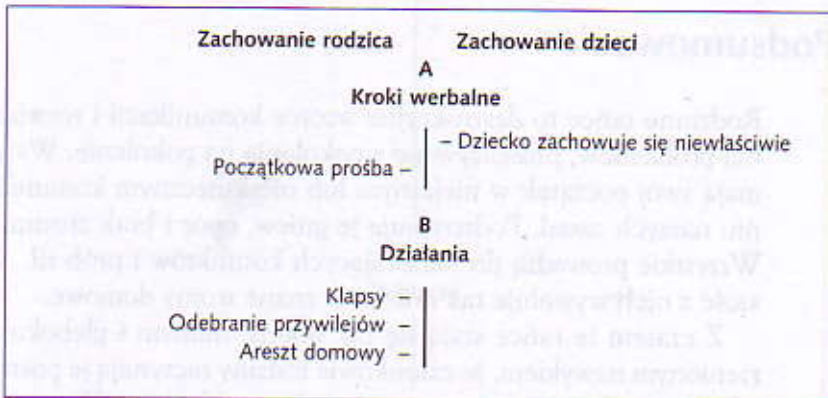 Zachowanie rodzica Zachowanie dzieci
A
Kroki werbalne
– Dziecko zachowuje się niewłaściwie
Początkowa prośba –
B
Działania
Klapsy –
Odebranie przywilejów –
Areszt domowy –